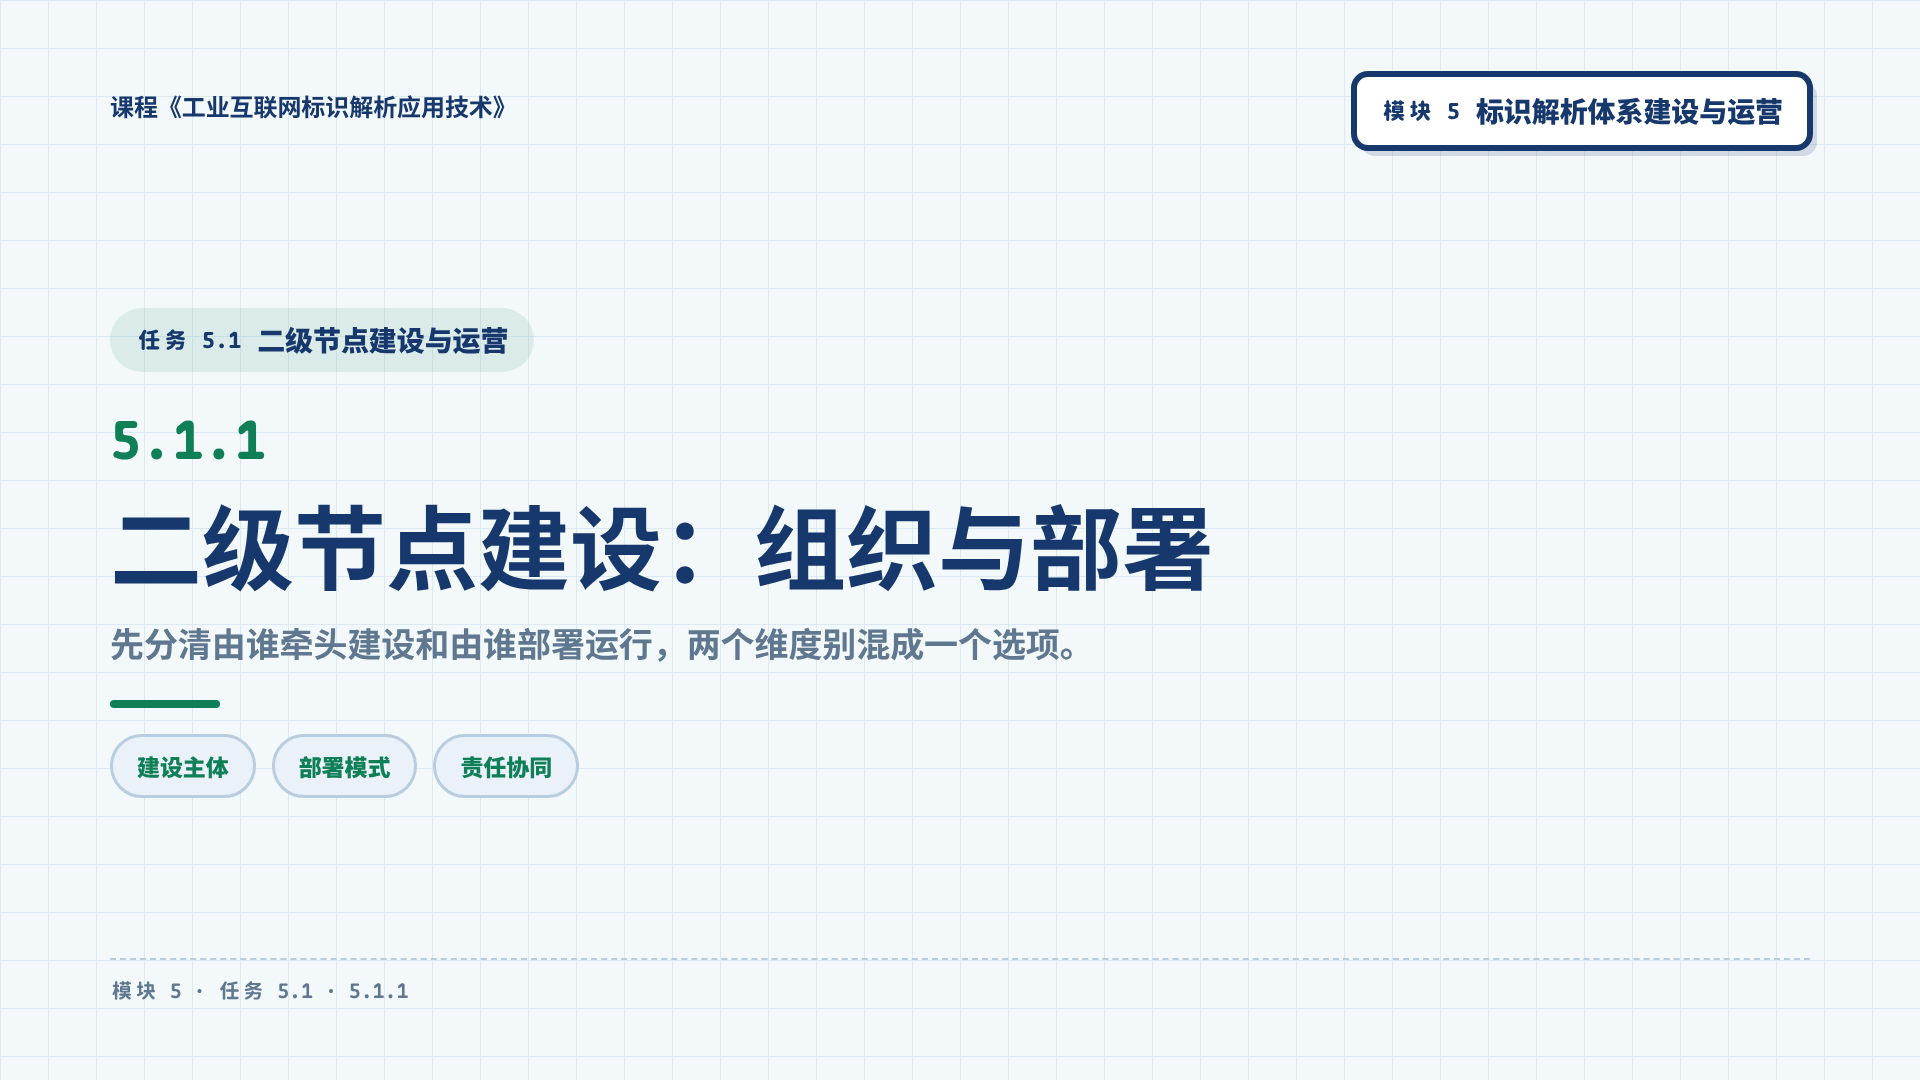 课程《工业互联网标识解析应用技术》
模块 5 标识解析体系建设与运营
任务 5.1 二级节点建设与运营
5.1.1
二级节点建设：组织与部署
先分清由谁牵头建设和由谁部署运行，两个维度别混成一个选项。
建设主体
部署模式
责任协同
模块 5 · 任务 5.1 · 5.1.1